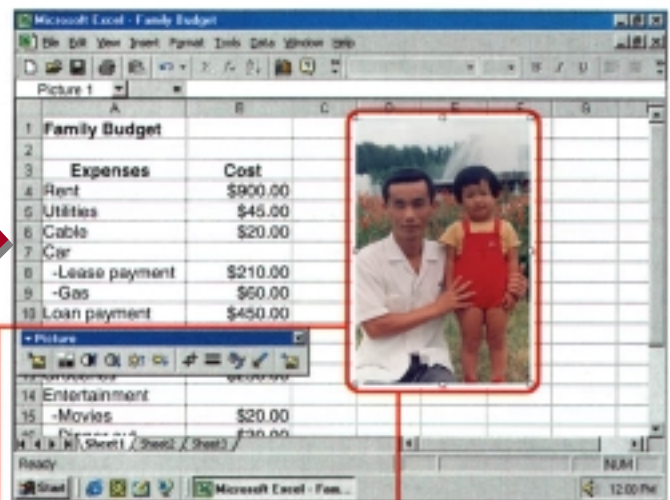 Microsoft Excel - Family Budget
File Edit View Insert Format Tools Data Window Help
Picture 1
A B C D E F G
1 Family Budget
2
3 Expenses Cost
4 Rent $900.00
5 Utilities $45.00
6 Cable $20.00
7 Car
8 -Lease payment $210.00
9 -Gas $60.00
10 Loan payment $450.00
Picture
14 Entertainment
15 -Movies $20.00
Sheet1 Sheet2 Sheet3
Ready NUM
Start Microsoft Excel - Fam... 12:00 PM